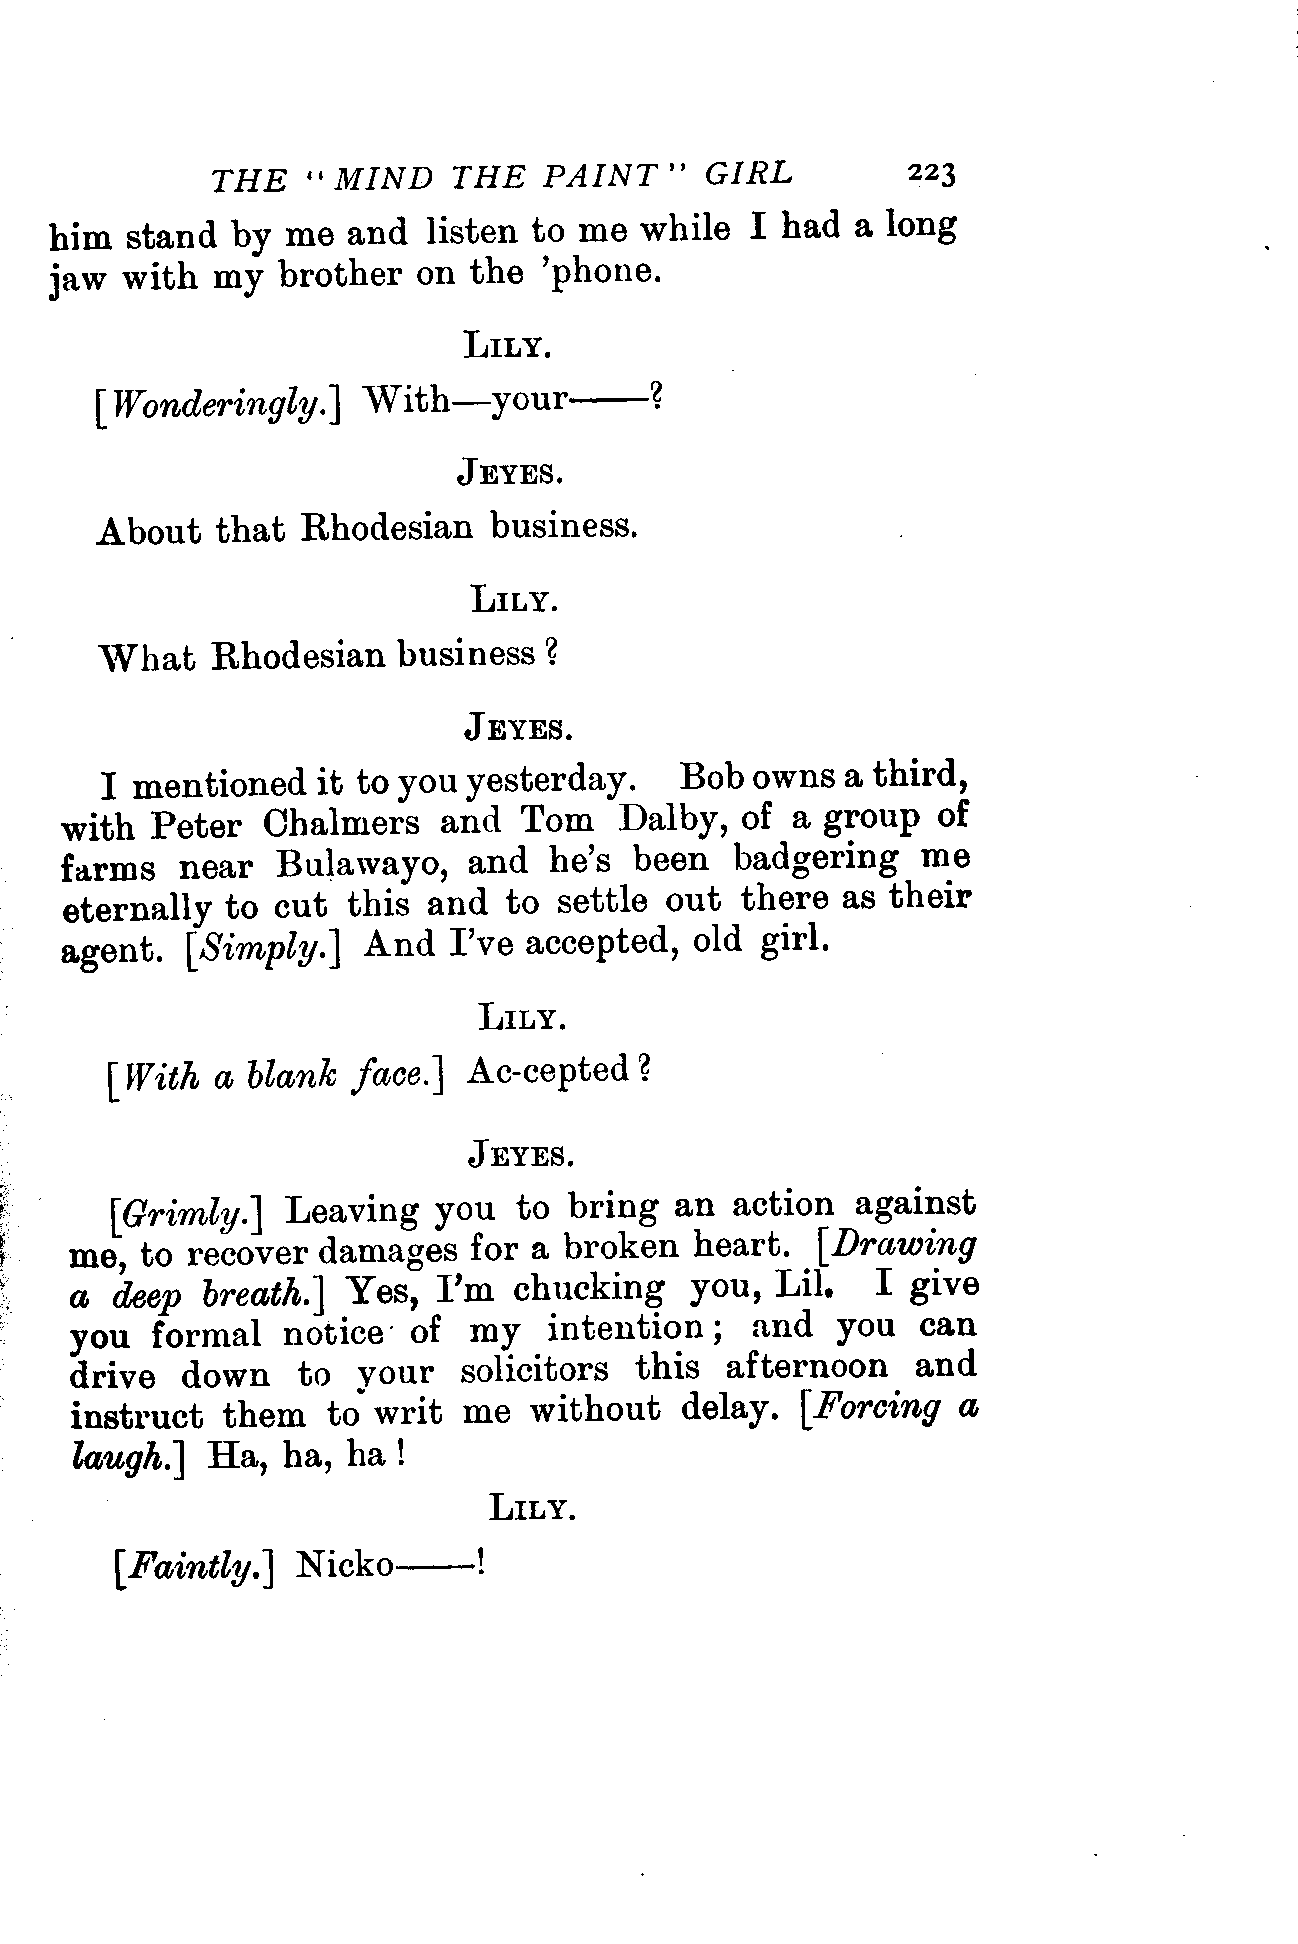 THE "MIND THE PAINT" GIRL 223
him stand by me and listen to me while I had a long
jaw with my brother on the 'phone.
LILY.
[Wonderingly.] With—your——?
JEYES.
About that Rhodesian business.
LILY.
What Rhodesian business?
JEYES.
I mentioned it to you yesterday. Bob owns a third,
with Peter Chalmers and Tom Dalby, of a group of
farms near Bulawayo, and he's been badgering me
eternally to cut this and to settle out there as their
agent. [Simply.] And I've accepted, old girl.
LILY.
[With a blank face.] Ac-cepted?
JEYES.
[Grimly.] Leaving you to bring an action against
me, to recover damages for a broken heart. [Drawing
a deep breath.] Yes, I'm chucking you, Lil. I give
you formal notice of my intention; and you can
drive down to your solicitors this afternoon and
instruct them to writ me without delay. [Forcing a
laugh.] Ha, ha, ha!
LILY.
[Faintly.] Nicko——!